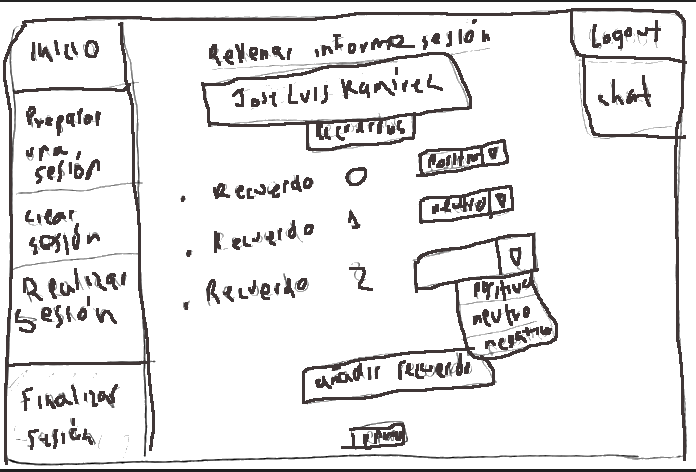 Inicio
Rellenar informe sesión
Logout
Jose Luis Ramirez
chat
Recuerdos
Preparar
una
sesión
Recuerdo 0
Positivo
Recuerdo 1
neutro
crear
sesión
Recuerdo 2
Realizar
Sesión
positivo
neutro
negativo
añadir recuerdo
Finalizar
sesión